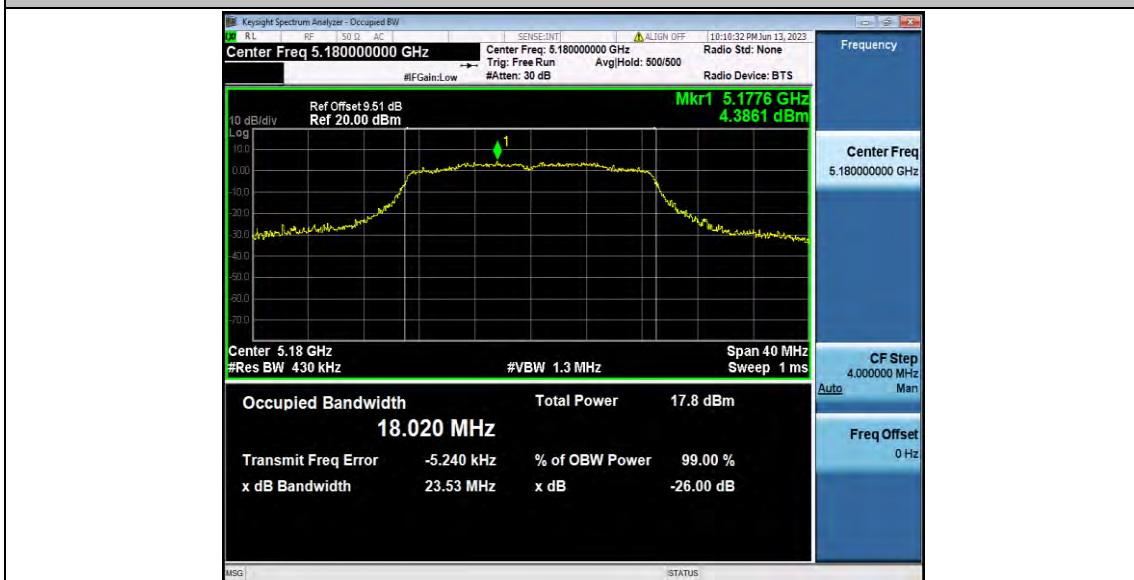 Keysight Spectrum Analyzer - Occupied BW
RL RF 50 Ω AC SENSE:INT ALIGN OFF 10:10:32 PM Jun 13, 2023
Center Freq 5.180000000 GHz
Center Freq: 5.180000000 GHz
Radio Std: None
Trig: Free Run Avg|Hold: 500/500
#IFGain:Low #Atten: 30 dB Radio Device: BTS
Frequency
Mkr1 5.1776 GHz
4.3861 dBm
Ref Offset 9.51 dB
10 dB/div Ref 20.00 dBm
Log
1
10.0
0.00
-10.0
-20.0
-30.0
-40.0
-50.0
-60.0
-70.0
Center 5.18 GHz Span 40 MHz
#Res BW 430 kHz #VBW 1.3 MHz Sweep 1 ms
Occupied Bandwidth Total Power 17.8 dBm
18.020 MHz
Transmit Freq Error -5.240 kHz % of OBW Power 99.00 %
x dB Bandwidth 23.53 MHz x dB -26.00 dB
Center Freq
5.180000000 GHz
CF Step
4.000000 MHz
Auto Man
Freq Offset
0 Hz
MSG STATUS